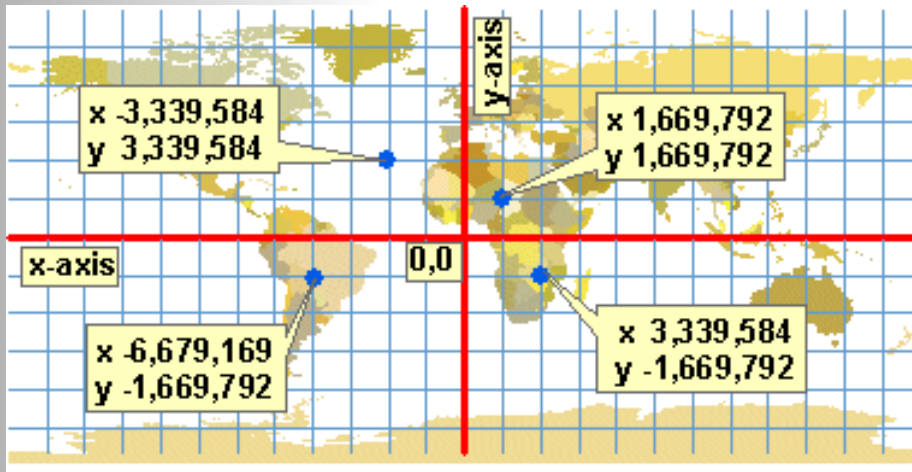 y-axis
x -3,339,584
y 3,339,584
x 1,669,792
y 1,669,792
x-axis
0,0
x -6,679,169
y -1,669,792
x 3,339,584
y -1,669,792